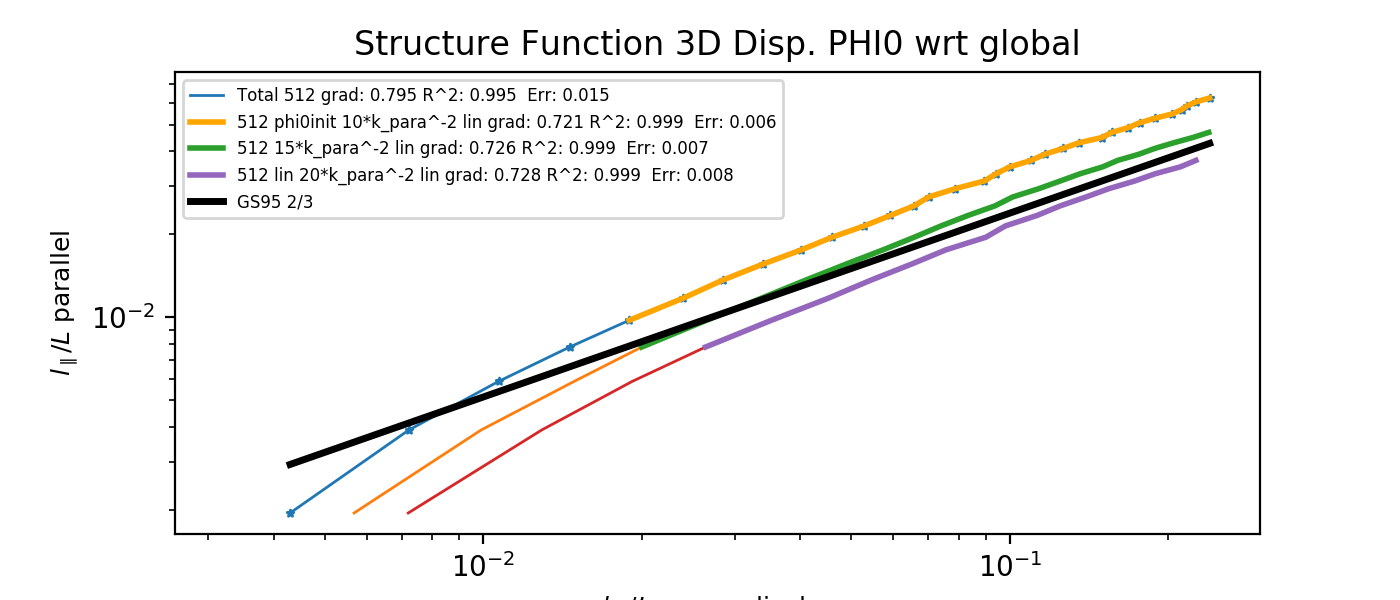 Structure Function 3D Disp. PHI0 wrt global
Total 512 grad: 0.795 R^2: 0.995 Err: 0.015
512 phi0init 10*k_para^-2 lin grad: 0.721 R^2: 0.999 Err: 0.006
512 15*k_para^-2 lin grad: 0.726 R^2: 0.999 Err: 0.007
512 lin 20*k_para^-2 lin grad: 0.728 R^2: 0.999 Err: 0.008
GS95 2/3
l∥/L parallel
10−2
10−2
10−1